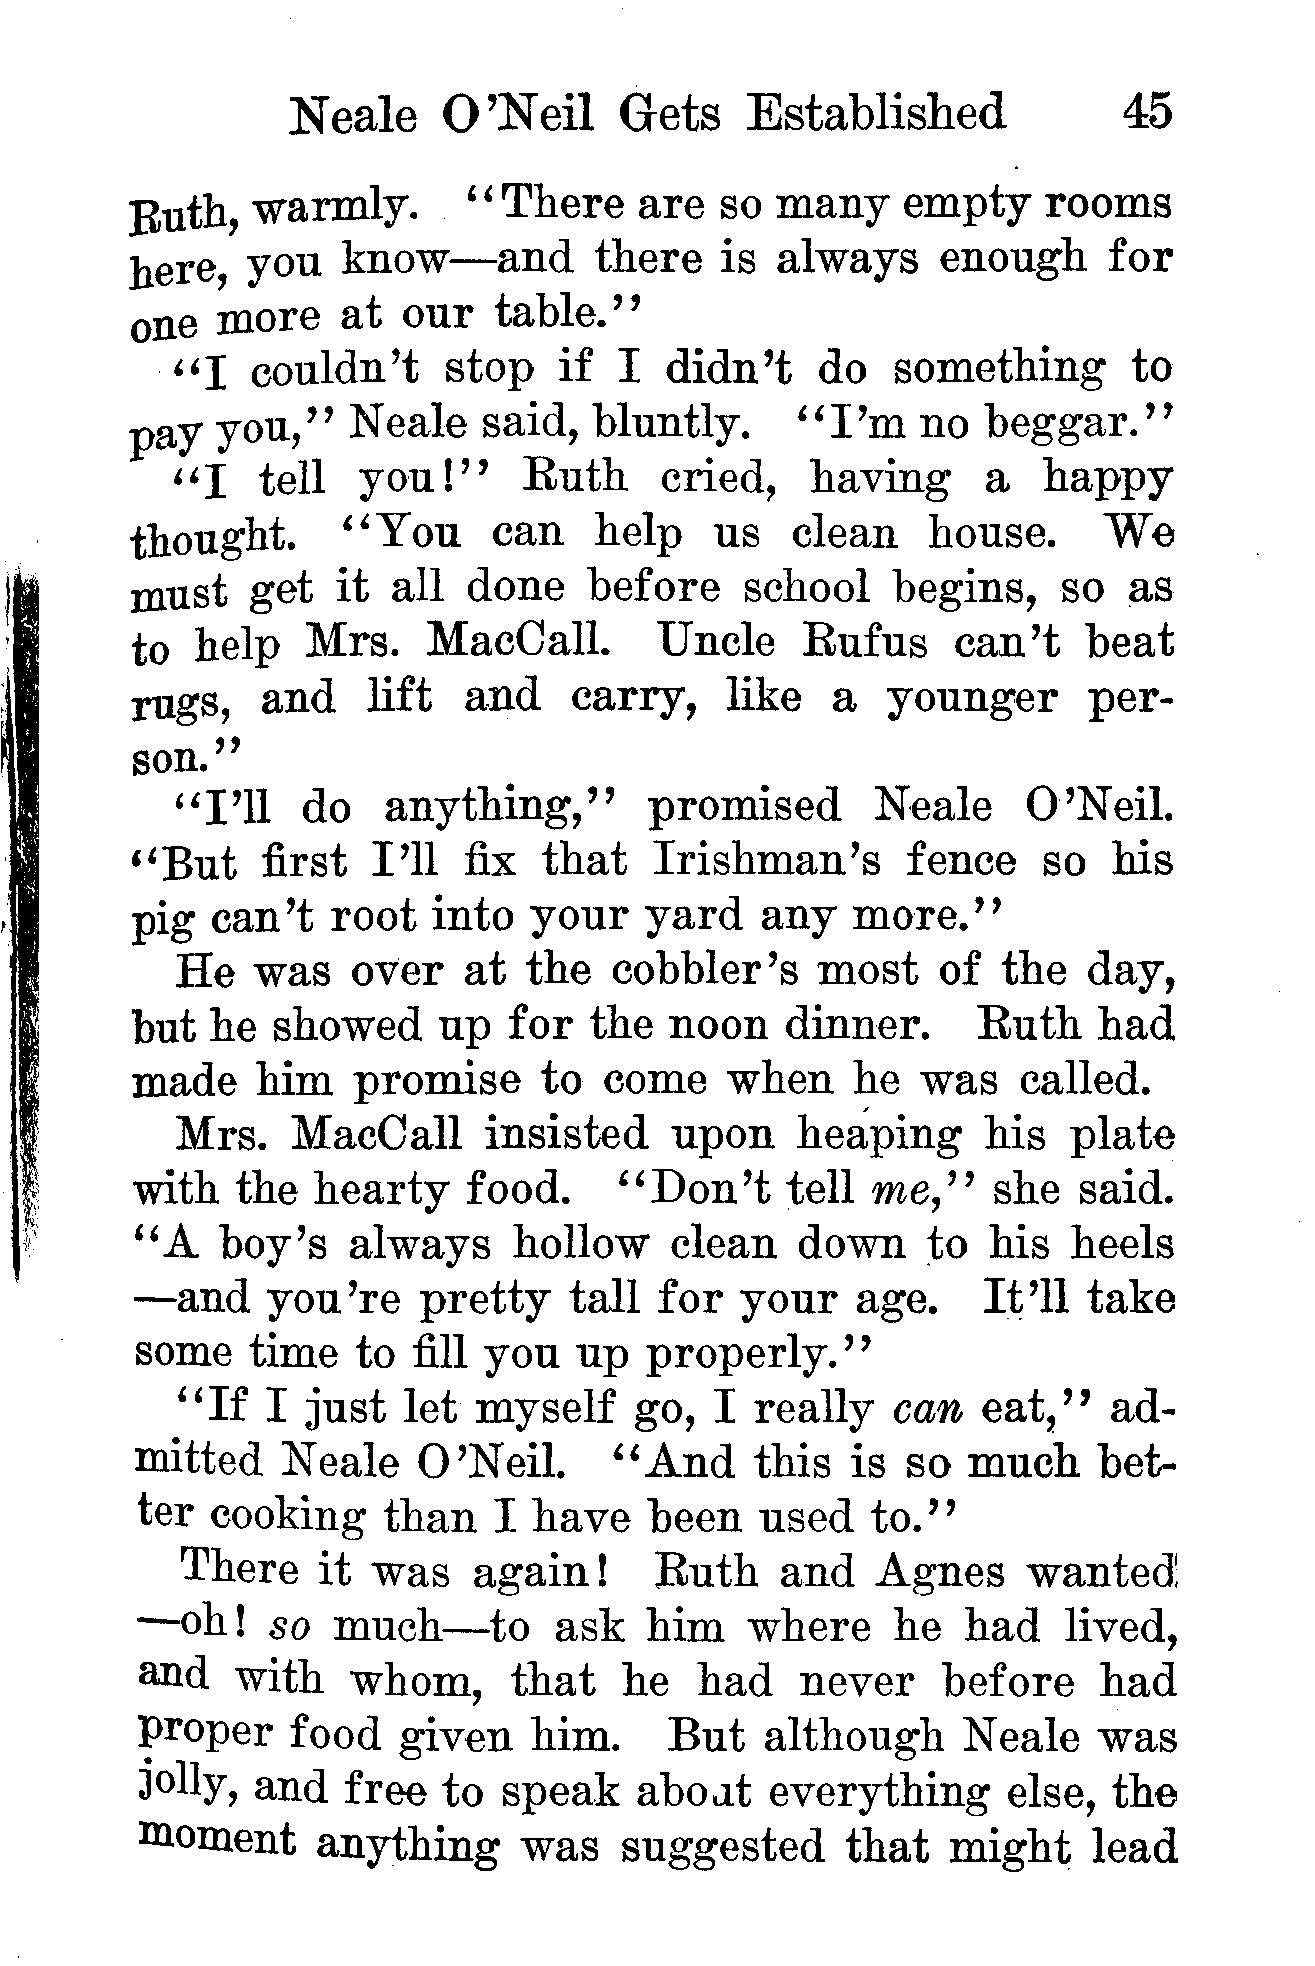 Neale O'Neil Gets Established 45
Ruth, warmly. "There are so many empty rooms
here, you know—and there is always enough for
one more at our table."
"I couldn't stop if I didn't do something to
pay you," Neale said, bluntly. "I'm no beggar."
"I tell you!" Ruth cried, having a happy
thought. "You can help us clean house. We
must get it all done before school begins, so as
to help Mrs. MacCall. Uncle Rufus can't beat
rugs, and lift and carry, like a younger per-
son."
"I'll do anything," promised Neale O'Neil.
"But first I'll fix that Irishman's fence so his
pig can't root into your yard any more."
He was over at the cobbler's most of the day,
but he showed up for the noon dinner. Ruth had
made him promise to come when he was called.
Mrs. MacCall insisted upon heaping his plate
with the hearty food. "Don't tell me," she said.
"A boy's always hollow clean down to his heels
—and you're pretty tall for your age. It'll take
some time to fill you up properly."
"If I just let myself go, I really can eat," ad-
mitted Neale O'Neil. "And this is so much bet-
ter cooking than I have been used to."
There it was again! Ruth and Agnes wanted
—oh! so much—to ask him where he had lived,
and with whom, that he had never before had
proper food given him. But although Neale was
jolly, and free to speak about everything else, the
moment anything was suggested that might lead